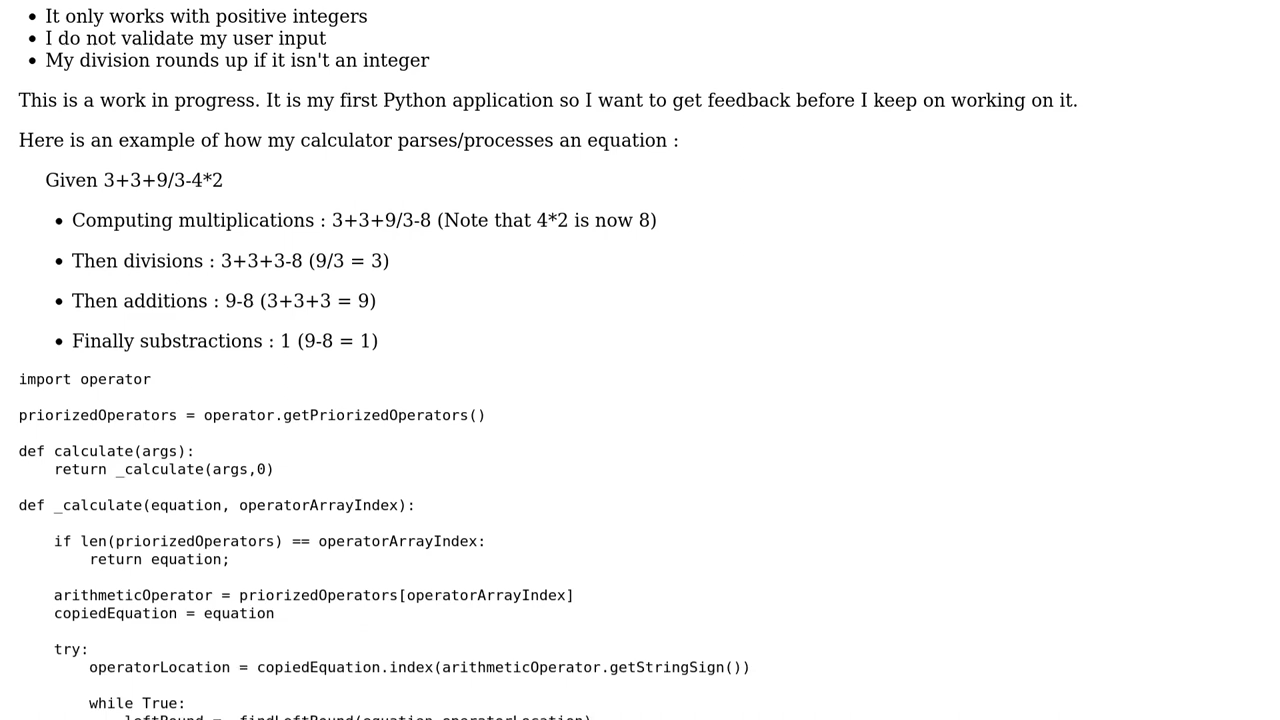 • It only works with positive integers
• I do not validate my user input
• My division rounds up if it isn't an integer
This is a work in progress. It is my first Python application so I want to get feedback before I keep on working on it.
Here is an example of how my calculator parses/processes an equation :
Given 3+3+9/3-4*2
• Computing multiplications : 3+3+9/3-8 (Note that 4*2 is now 8)
• Then divisions : 3+3+3-8 (9/3 = 3)
• Then additions : 9-8 (3+3+3 = 9)
• Finally substractions : 1 (9-8 = 1)
import operator
priorizedOperators = operator.getPriorizedOperators()
def calculate(args):
    return _calculate(args,0)
def _calculate(equation, operatorArrayIndex):
    if len(priorizedOperators) == operatorArrayIndex:
        return equation;
    arithmeticOperator = priorizedOperators[operatorArrayIndex]
    copiedEquation = equation
    try:
        operatorLocation = copiedEquation.index(arithmeticOperator.getStringSign())
        while True: